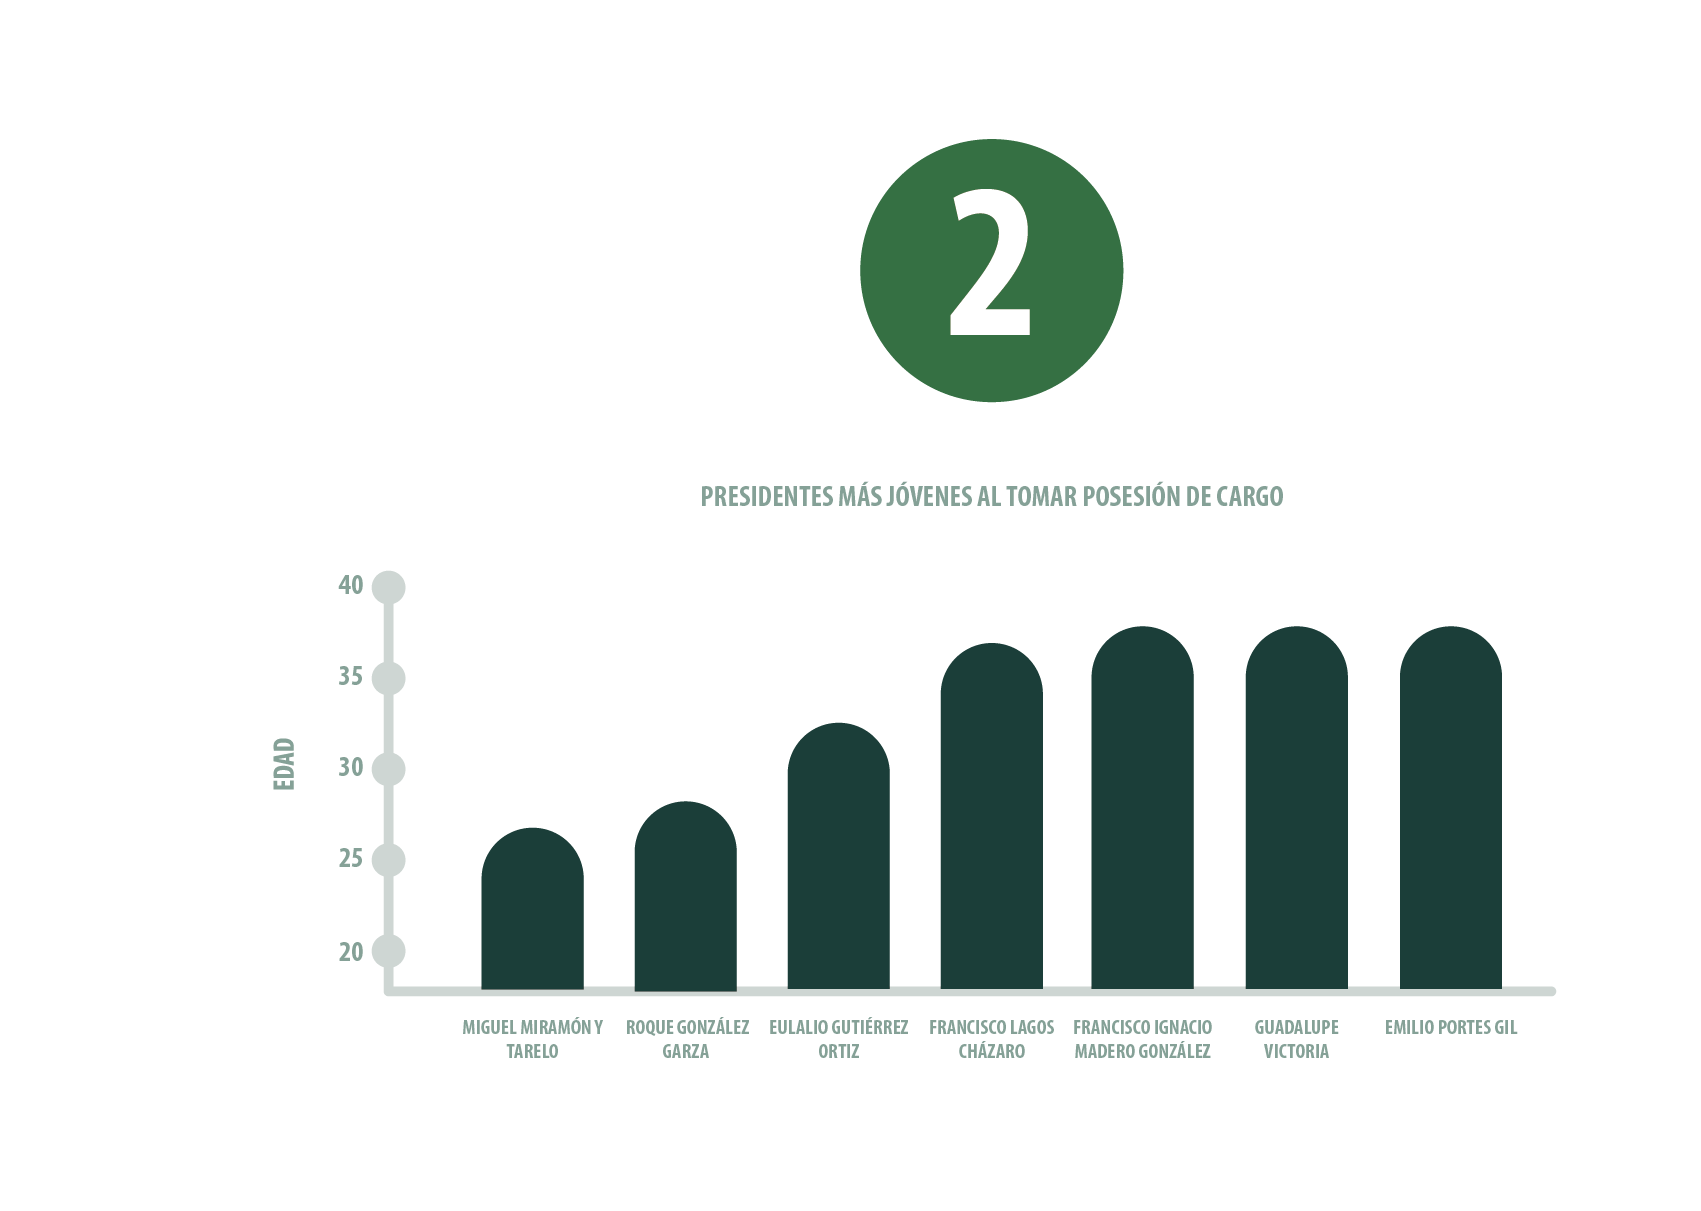 2
PRESIDENTES MÁS JÓVENES AL TOMAR POSESIÓN DE CARGO
40
35
30
25
20
EDAD
MIGUEL MIRAMÓN Y
TARELO
ROQUE GONZÁLEZ
GARZA
EULALIO GUTIÉRREZ
ORTIZ
FRANCISCO LAGOS
CHÁZARO
FRANCISCO IGNACIO
MADERO GONZÁLEZ
GUADALUPE
VICTORIA
EMILIO PORTES GIL